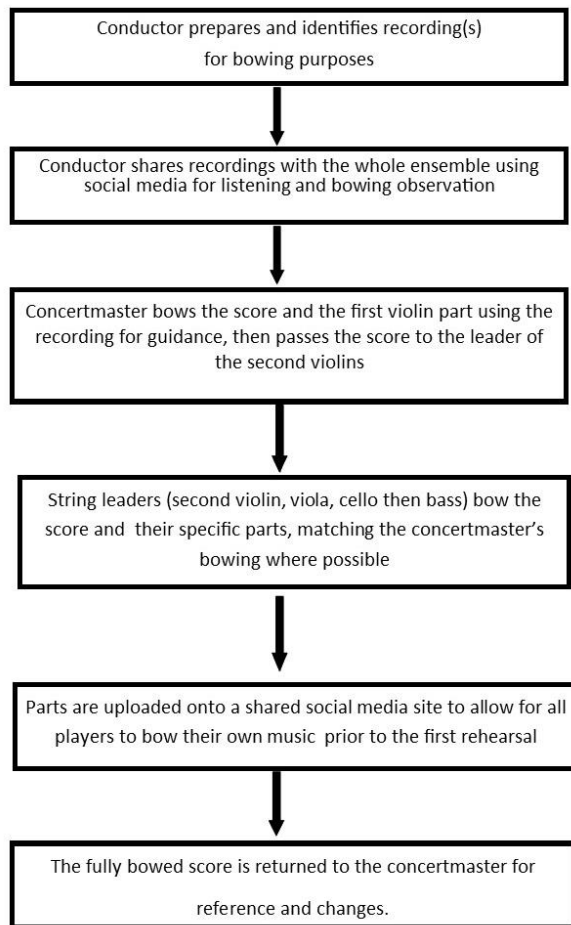 Conductor prepares and identifies recording(s)
for bowing purposes
Conductor shares recordings with the whole ensemble using
social media for listening and bowing observation
Concertmaster bows the score and the first violin part using the
recording for guidance, then passes the score to the leader of
the second violins
String leaders (second violin, viola, cello then bass) bow the
score and their specific parts, matching the concertmaster’s
bowing where possible
Parts are uploaded onto a shared social media site to allow for all
players to bow their own music prior to the first rehearsal
The fully bowed score is returned to the concertmaster for
reference and changes.